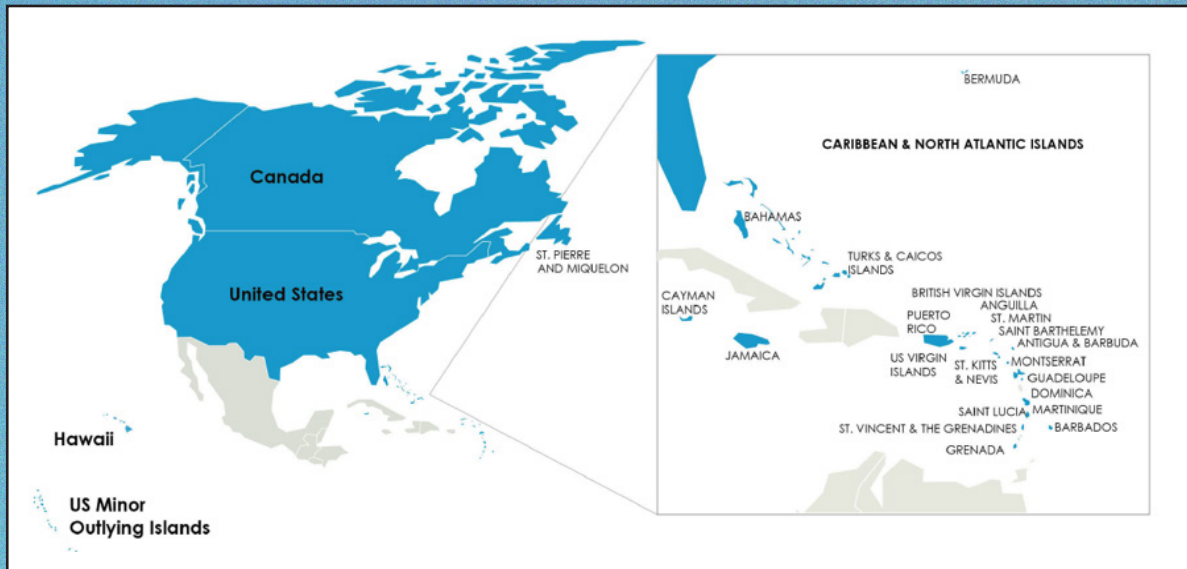 Canada
United States
ST. PIERRE
AND MIQUELON
Hawaii
US Minor
Outlying Islands
BERMUDA
CARIBBEAN & NORTH ATLANTIC ISLANDS
BAHAMAS
TURKS & CAICOS
ISLANDS
CAYMAN
ISLANDS
JAMAICA
BRITISH VIRGIN ISLANDS
ANGUILLA
PUERTO
RICO
ST. MARTIN
SAINT BARTHELEMY
ANTIGUA & BARBUDA
US VIRGIN
ISLANDS
ST. KITTS
& NEVIS
MONTSERRAT
GUADELOUPE
DOMINICA
SAINT LUCIA
MARTINIQUE
ST. VINCENT & THE GRENADINES
BARBADOS
GRENADA